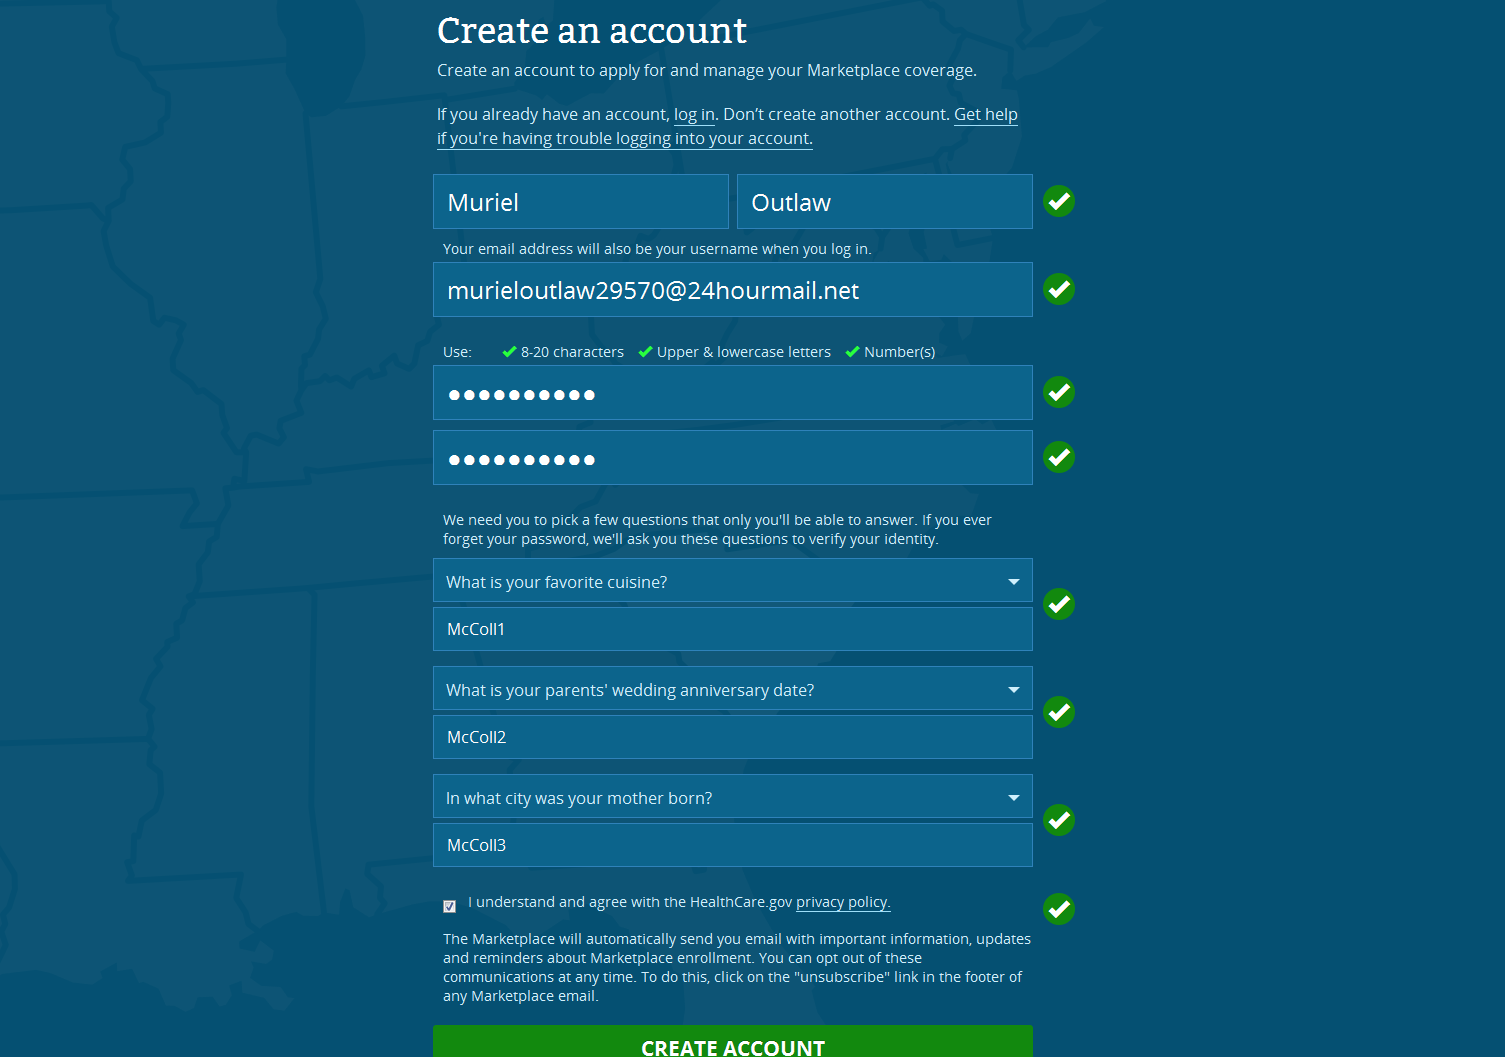 Create an account
Create an account to apply for and manage your Marketplace coverage.
If you already have an account, log in. Don’t create another account. Get help
if you're having trouble logging into your account.
Muriel Outlaw
Your email address will also be your username when you log in.
murieloutlaw29570@24hourmail.net
Use: 8-20 characters Upper & lowercase letters Number(s)
We need you to pick a few questions that only you'll be able to answer. If you ever
forget your password, we'll ask you these questions to verify your identity.
What is your favorite cuisine?
McColl1
What is your parents' wedding anniversary date?
McColl2
In what city was your mother born?
McColl3
I understand and agree with the HealthCare.gov privacy policy.
The Marketplace will automatically send you email with important information, updates
and reminders about Marketplace enrollment. You can opt out of these
communications at any time. To do this, click on the "unsubscribe" link in the footer of
any Marketplace email.
CREATE ACCOUNT